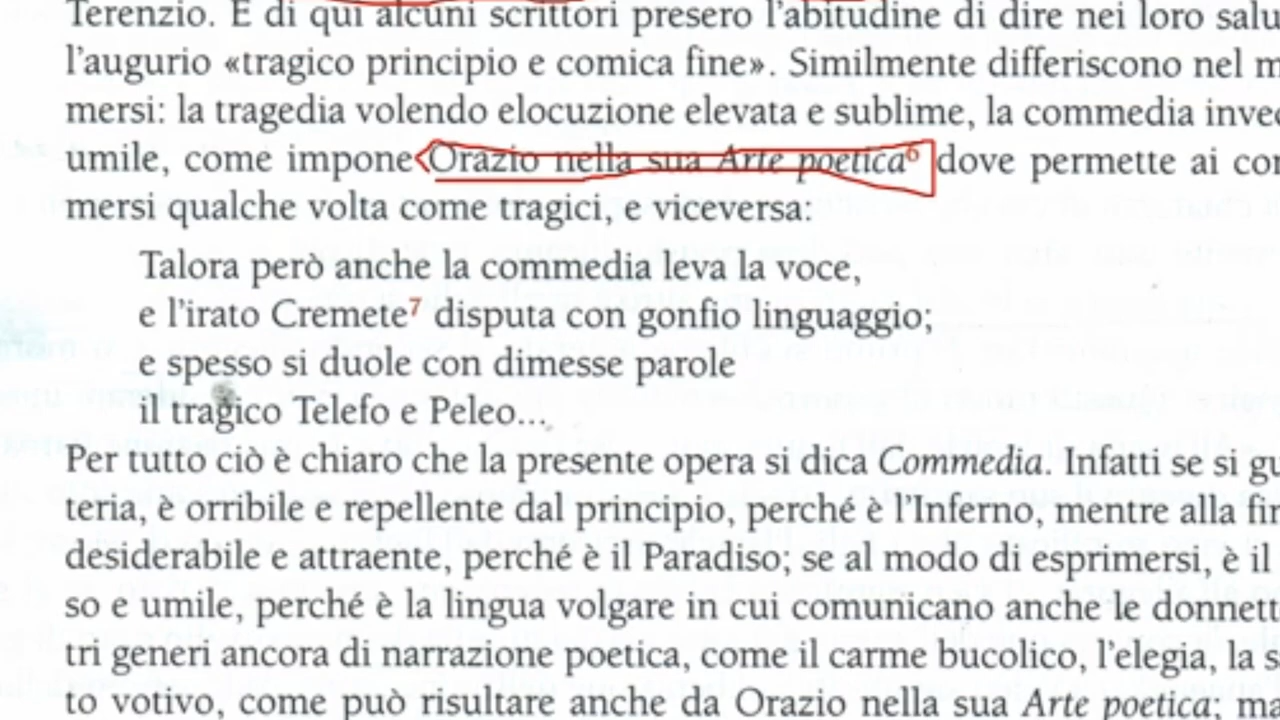 Terenzio. E di qui alcuni scrittori presero l'abitudine di dire nei loro salu
l'augurio «tragico principio e comica fine». Similmente differiscono nel m
mersi: la tragedia volendo elocuzione elevata e sublime, la commedia invec
umile, come impone Orazio nella sua Arte poetica6 dove permette ai co
mersi qualche volta come tragici, e viceversa:
Talora però anche la commedia leva la voce,
e l'irato Cremete7 disputa con gonfio linguaggio;
e spesso si duole con dimesse parole
il tragico Telefo e Peleo...
Per tutto ciò è chiaro che la presente opera si dica Commedia. Infatti se si gu
teria, è orribile e repellente dal principio, perché è l'Inferno, mentre alla fin
desiderabile e attraente, perché è il Paradiso; se al modo di esprimersi, è il
so e umile, perché è la lingua volgare in cui comunicano anche le donnett
tri generi ancora di narrazione poetica, come il carme bucolico, l'elegia, la s
to votivo, come può risultare anche da Orazio nella sua Arte poetica; ma